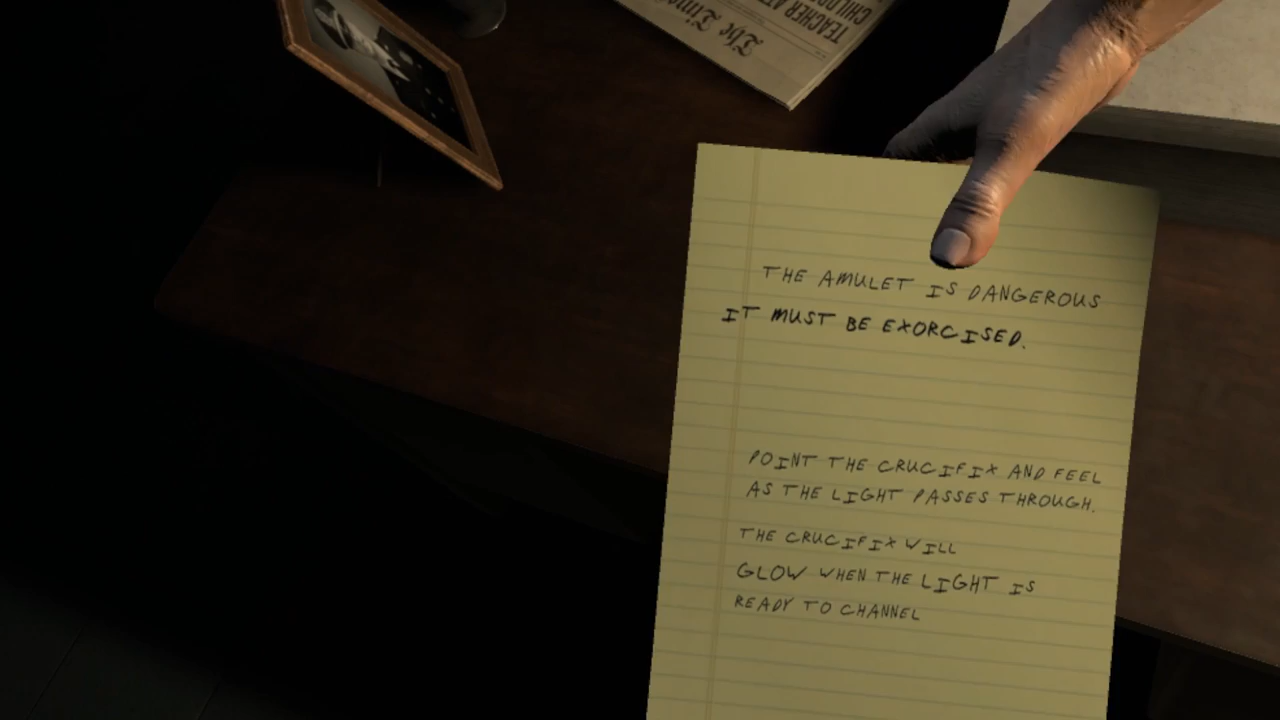 The Times
TEACHER
CHILD
THE AMULET IS DANGEROUS
IT MUST BE EXORCISED.
POINT THE CRUCIFIX AND FEEL
AS THE LIGHT PASSES THROUGH.
THE CRUCIFIX WILL
GLOW WHEN THE LIGHT IS
READY TO CHANNEL